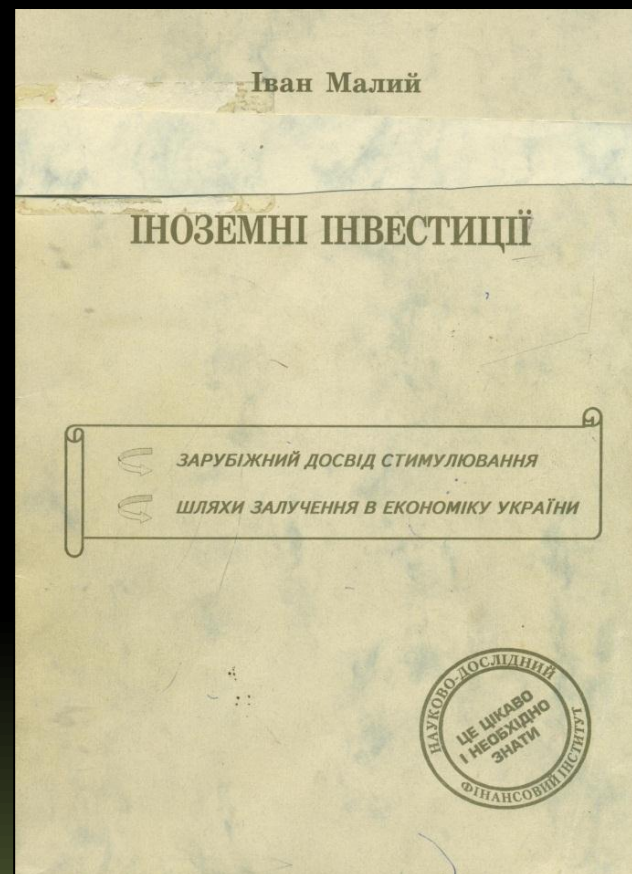 Іван Малий
ІНОЗЕМНІ ІНВЕСТИЦІЇ
ЗАРУБІЖНИЙ ДОСВІД СТИМУЛЮВАННЯ
ШЛЯХИ ЗАЛУЧЕННЯ В ЕКОНОМІКУ УКРАЇНИ
НАУКОВО-ДОСЛІДНИЙ
ФІНАНСОВИЙ ІНСТИТУТ
ЦЕ ЦІКАВО
І НЕОБХІДНО
ЗНАТИ